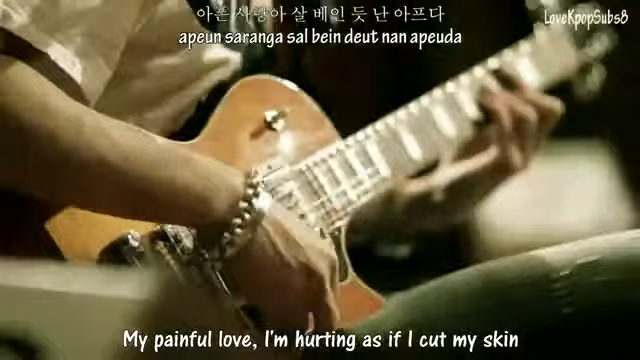 아픈 사랑아 살 베인 듯 난 아프다
LoveKpopSubs8
apeun saranga sal bein deut nan apeuda
My painful love, I'm hurting as if I cut my skin